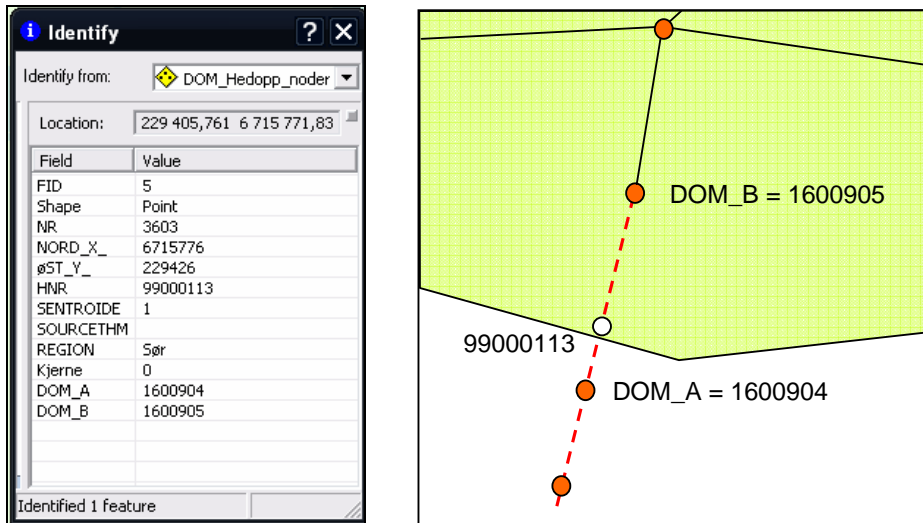 Identify
Identify from: DOM_Hedopp_noder
Location: 229 405,761 6 715 771,83
Field Value
FID 5
Shape Point
NR 3603
NORD_X_ 6715776
øST_Y_ 229426
HNR 99000113
SENTROIDE 1
SOURCETHM
REGION Sør
Kjerne 0
DOM_A 1600904
DOM_B 1600905
Identified 1 feature
DOM_B = 1600905
99000113
DOM_A = 1600904